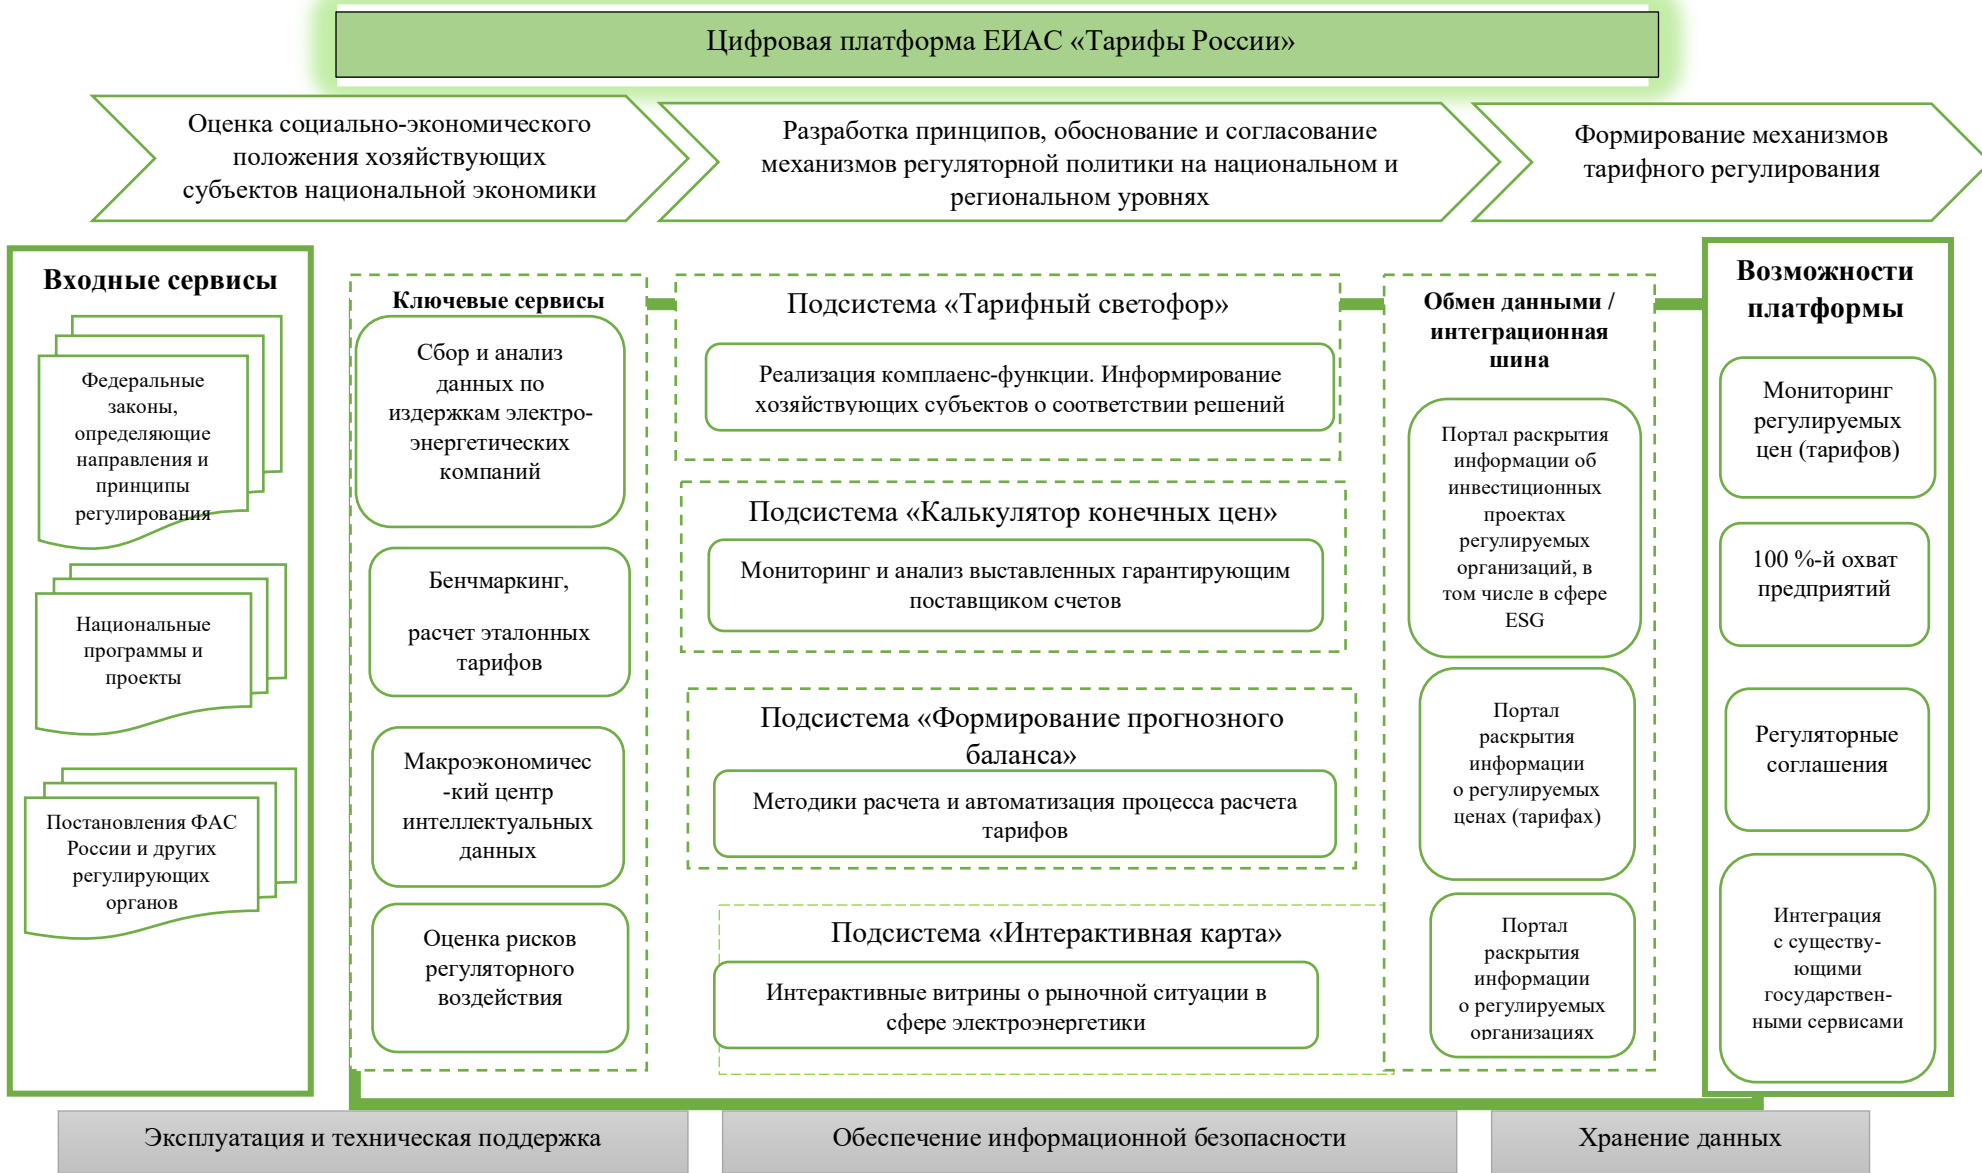 Цифровая платформа ЕИАС «Тарифы России»
Оценка социально-экономического
положения хозяйствующих
субъектов национальной экономики
Разработка принципов, обоснование и согласование
механизмов регуляторной политики на национальном и
региональном уровнях
Формирование механизмов
тарифного регулирования
Входные сервисы
Федеральные
законы,
определяющие
направления и
принципы
регулирования
Национальные
программы и
проекты
Постановления ФАС
России и других
регулирующих
органов
Ключевые сервисы
Сбор и анализ
данных по
издержкам электро-
энергетических
компаний
Бенчмаркинг,
расчет эталонных
тарифов
Макроэкономичес
-кий центр
интеллектуальных
данных
Оценка рисков
регуляторного
воздействия
Подсистема «Тарифный светофор»
Реализация комплаенс-функции. Информирование
хозяйствующих субъектов о соответствии решений
Подсистема «Калькулятор конечных цен»
Мониторинг и анализ выставленных гарантирующим
поставщиком счетов
Подсистема «Формирование прогнозного
баланса»
Методики расчета и автоматизация процесса расчета
тарифов
Подсистема «Интерактивная карта»
Интерактивные витрины о рыночной ситуации в
сфере электроэнергетики
Обмен данными /
интеграционная
шина
Портал раскрытия
информации об
инвестиционных
проектах
регулируемых
организаций, в
том числе в сфере
ESG
Портал
раскрытия
информации
о регулируемых
ценах (тарифах)
Портал
раскрытия
информации
о регулируемых
организациях
Возможности
платформы
Мониторинг
регулируемых
цен (тарифов)
100 %-й охват
предприятий
Регуляторные
соглашения
Интеграция
с существу-
ющими
государствен-
ными сервисами
Эксплуатация и техническая поддержка
Обеспечение информационной безопасности
Хранение данных